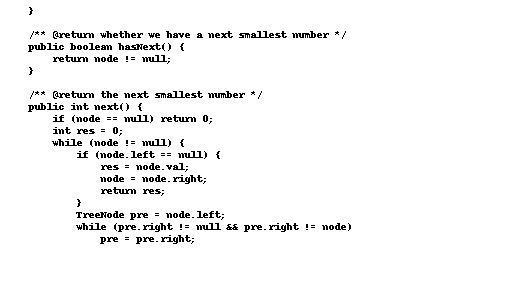 }
/** @return whether we have a next smallest number */
public boolean hasNext() {
return node != null;
}
/** @return the next smallest number */
public int next() {
if (node == null) return 0;
int res = 0;
while (node != null) {
if (node.left == null) {
res = node.val;
node = node.right;
return res;
}
TreeNode pre = node.left;
while (pre.right != null && pre.right != node)
pre = pre.right;